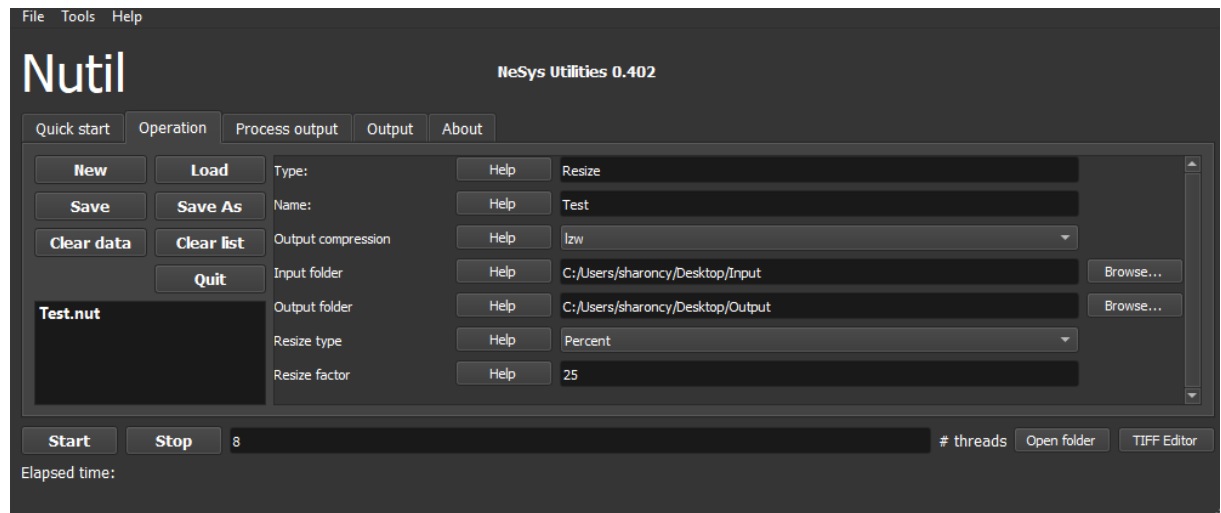 File Tools Help
Nutil
NeSys Utilities 0.402
Quick start Operation Process output Output About
New Load Type: Help Resize
Save Save As Name: Help Test
Clear data Clear list Output compression Help lzw
Quit Input folder Help C:/Users/sharoncy/Desktop/Input Browse...
Test.nut Output folder Help C:/Users/sharoncy/Desktop/Output Browse...
Resize type Help Percent
Resize factor Help 25
Start Stop 8 # threads Open folder TIFF Editor
Elapsed time: